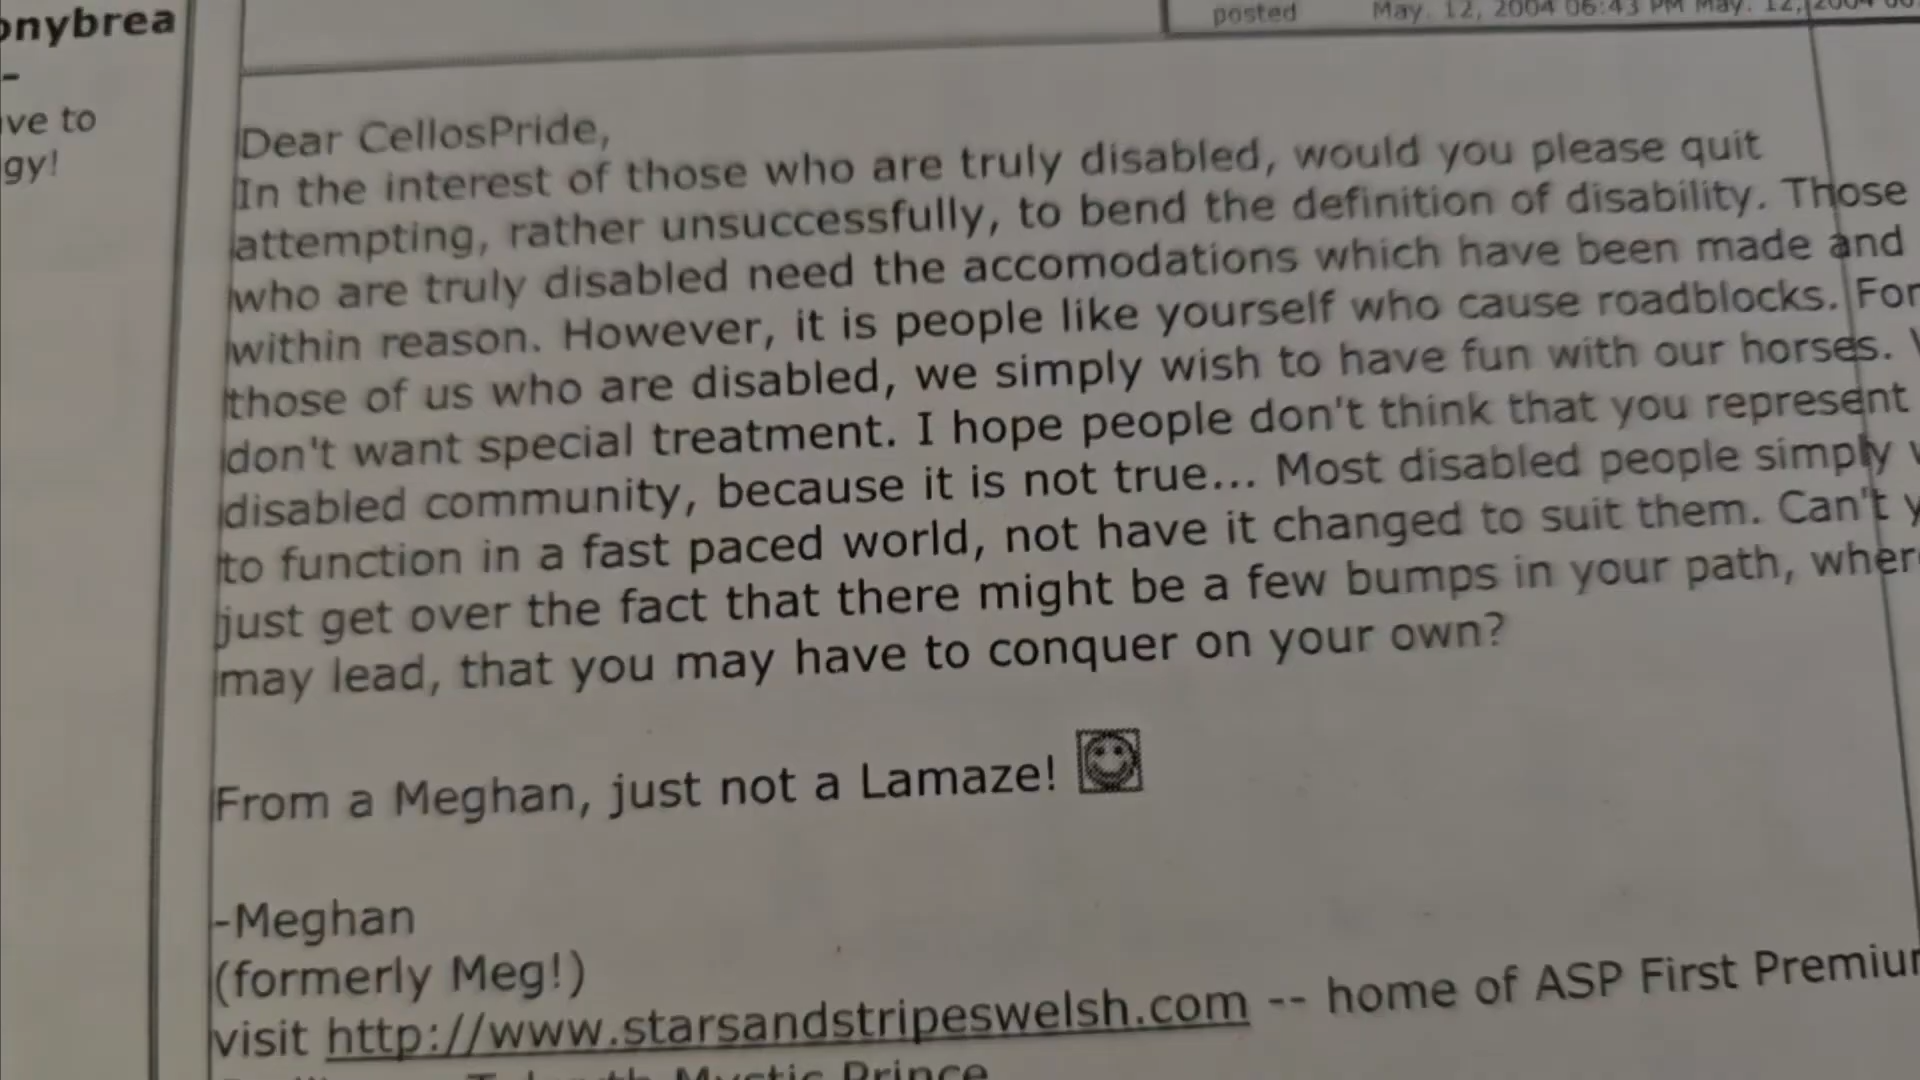 onybrea
-
ve to
gy!
posted May. 12, 2004 06:43 PM May. 12, 2004
Dear CellosPride,
In the interest of those who are truly disabled, would you please quit
attempting, rather unsuccessfully, to bend the definition of disability. Those
who are truly disabled need the accomodations which have been made and
within reason. However, it is people like yourself who cause roadblocks. For
those of us who are disabled, we simply wish to have fun with our horses.
don't want special treatment. I hope people don't think that you represent
disabled community, because it is not true... Most disabled people simply
to function in a fast paced world, not have it changed to suit them. Can't y
just get over the fact that there might be a few bumps in your path, wher
may lead, that you may have to conquer on your own?
From a Meghan, just not a Lamaze!
-Meghan
(formerly Meg!)
visit http://www.starsandstripeswelsh.com -- home of ASP First Premiu
Mystic Prince